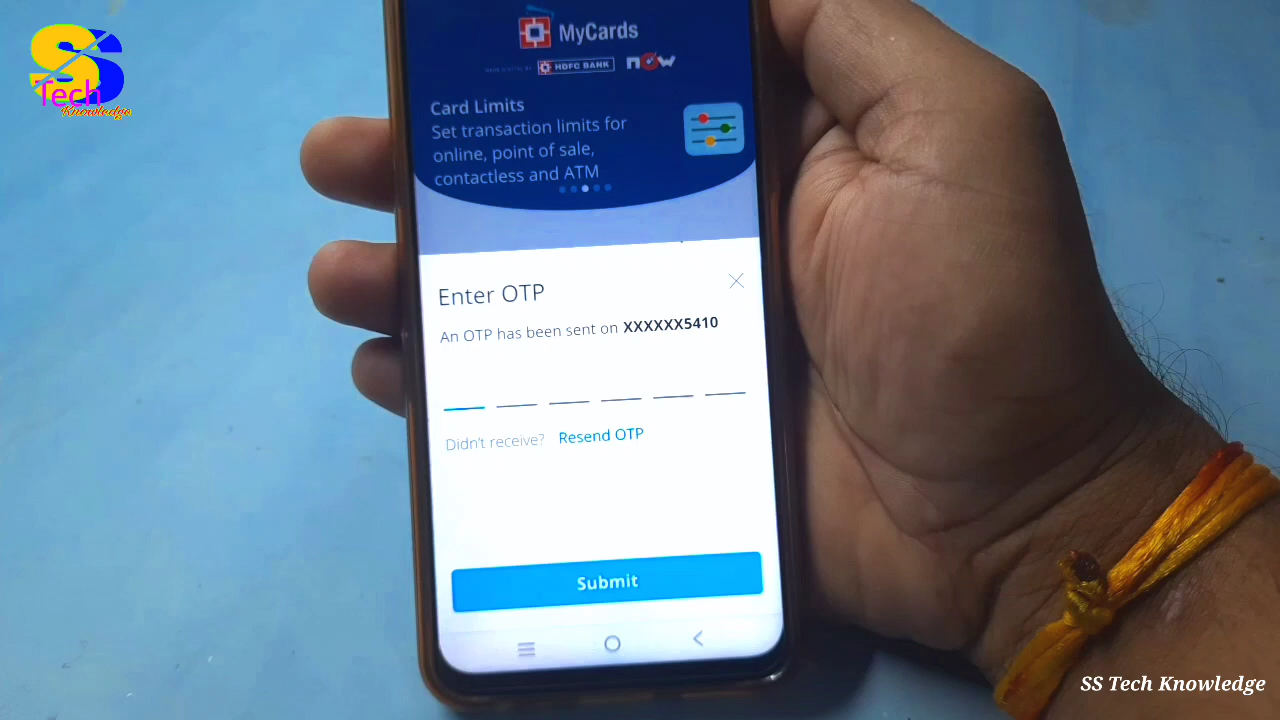 SS
Tech
Knowledge
MyCards
HDFC BANK now
Card Limits
Set transaction limits for
online, point of sale,
contactless and ATM
Enter OTP
An OTP has been sent on XXXXXX5410
Didn't receive? Resend OTP
Submit
SS Tech Knowledge